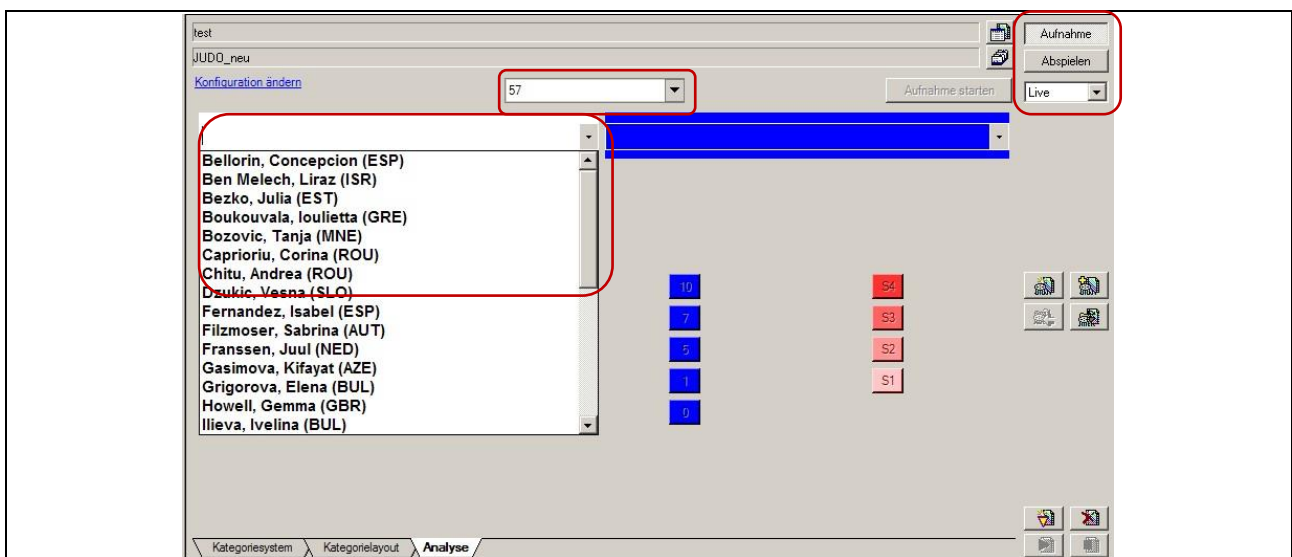 test
Aufnahme
JUDO_neu
Abspielen
Konfiguration ändern
57
Aufnahme starten
Live
Bellorin, Concepcion (ESP)
Ben Melech, Liraz (ISR)
Bezko, Julia (EST)
Boukouvala, Ioulietta (GRE)
Bozovic, Tanja (MNE)
Caprioriu, Corina (ROU)
Chitu, Andrea (ROU)
Dzukic, Vesna (SLO)
Fernandez, Isabel (ESP)
Filzmoser, Sabrina (AUT)
Franssen, Juul (NED)
Gasimova, Kifayat (AZE)
Grigorova, Elena (BUL)
Howell, Gemma (GBR)
Ilieva, Ivelina (BUL)
10
7
5
1
0
S4
S3
S2
S1
Kategoriesystem
Kategorielayout
Analyse